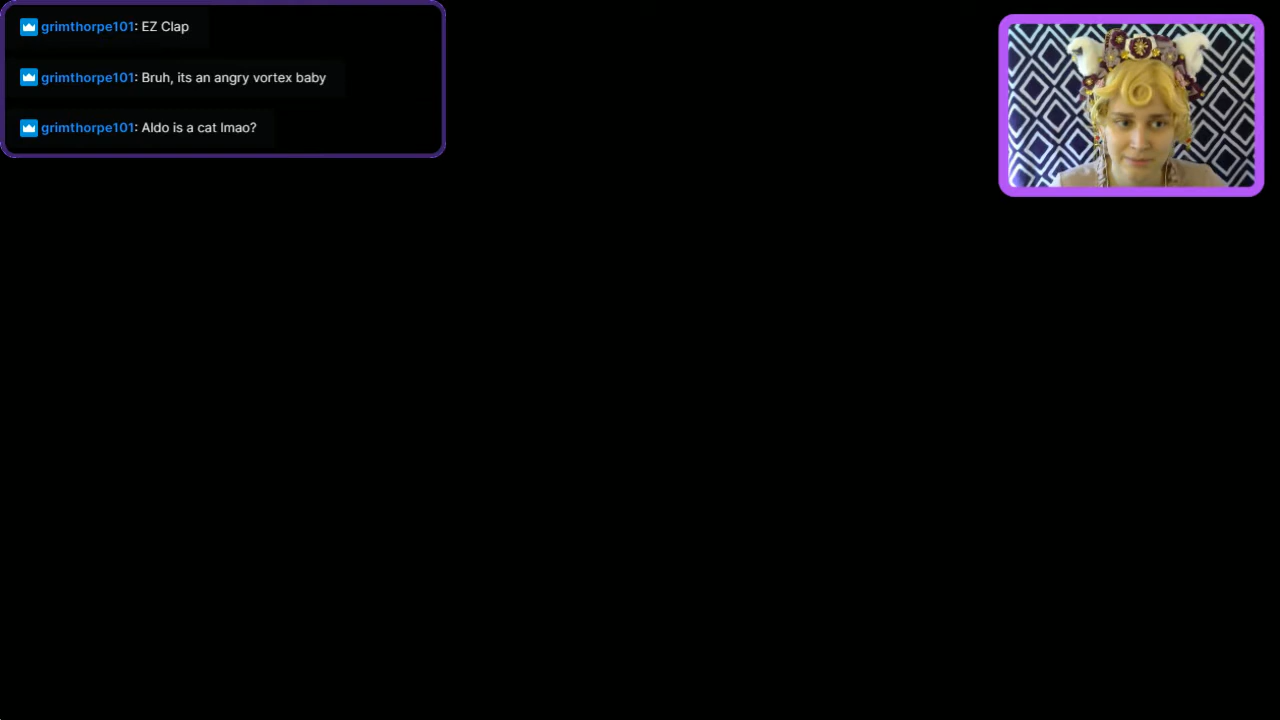 grimthorpe101: EZ Clap
grimthorpe101: Bruh, its an angry vortex baby
grimthorpe101: Aldo is a cat lmao?